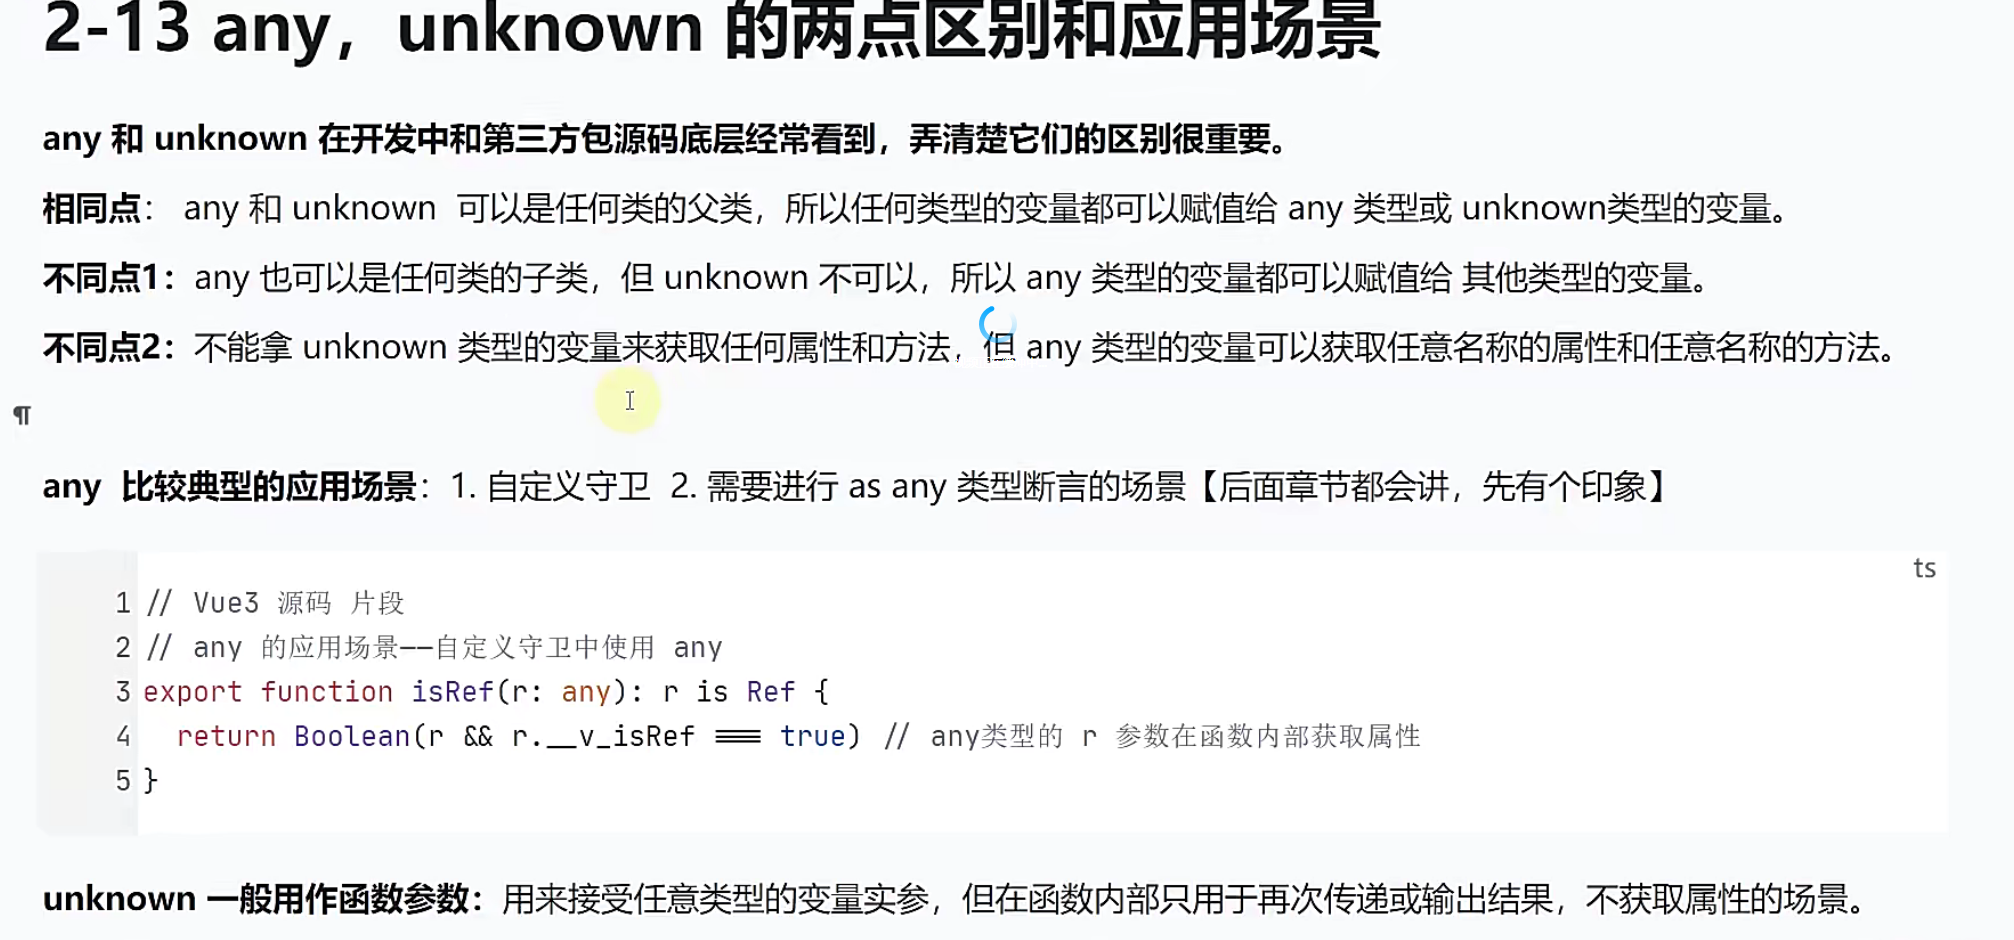 2-13 any，unknown 的两点区别和应用场景
any 和 unknown 在开发中和第三方包源码底层经常看到，弄清楚它们的区别很重要。
相同点： any 和 unknown 可以是任何类的父类，所以任何类型的变量都可以赋值给 any 类型或 unknown类型的变量。
不同点1：any 也可以是任何类的子类，但 unknown 不可以，所以 any 类型的变量都可以赋值给 其他类型的变量。
不同点2：不能拿 unknown 类型的变量来获取任何属性和方法，但 any 类型的变量可以获取任意名称的属性和任意名称的方法。
¶
any 比较典型的应用场景：1. 自定义守卫 2. 需要进行 as any 类型断言的场景【后面章节都会讲，先有个印象】
ts
1 // Vue3 源码 片段
2 // any 的应用场景——自定义守卫中使用 any
3 export function isRef(r: any): r is Ref {
4   return Boolean(r && r.__v_isRef === true) // any类型的 r 参数在函数内部获取属性
5 }
unknown 一般用作函数参数：用来接受任意类型的变量实参，但在函数内部只用于再次传递或输出结果，不获取属性的场景。